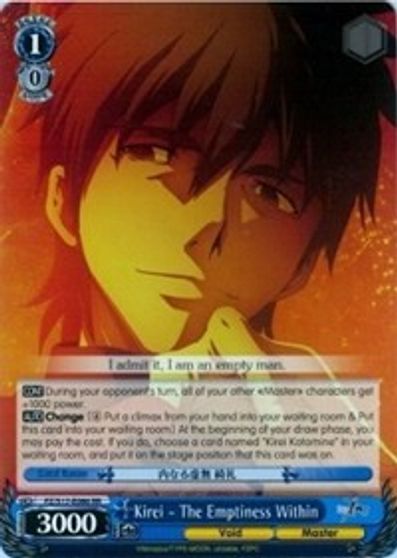 1
0
I admit it, I am an empty man.
CONT During your opponent's turn, all of your other «Master» characters get
+1000 power.
AUTO Change [④ Put a climax from your hand into your waiting room & Put
this card into your waiting room] At the beginning of your draw phase, you
may pay the cost. If you do, choose a card named "Kirei Kotomine" in
your waiting room, and put it on the stage position that this card was on.
Card Name
内なる虚無 綺礼
3000
Kirei - The Emptiness Within
Void
Master